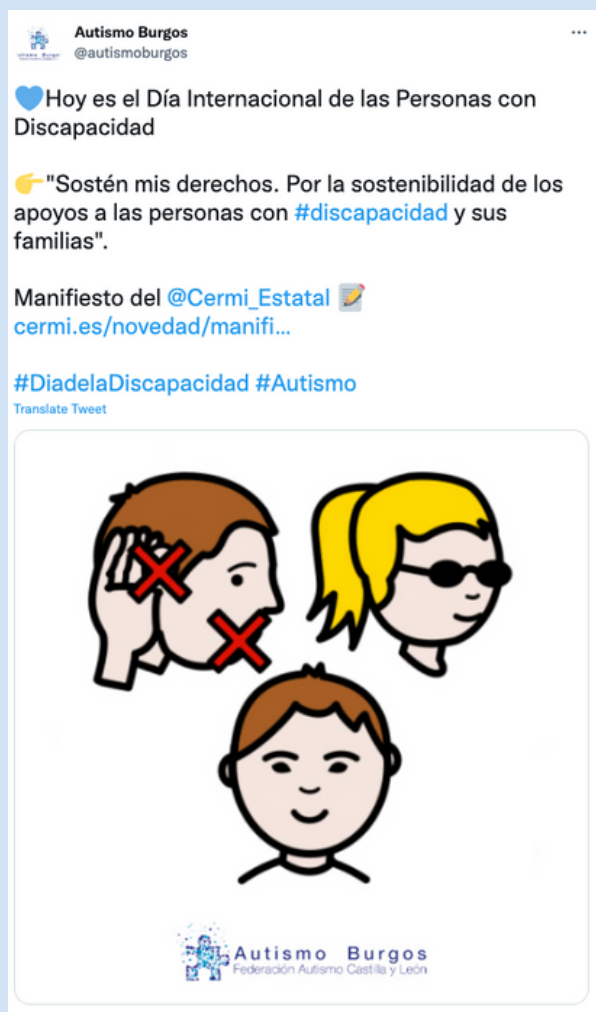 Autismo Burgos
@autismoburgos
💙Hoy es el Día Internacional de las Personas con
Discapacidad
👉"Sostén mis derechos. Por la sostenibilidad de los
apoyos a las personas con #discapacidad y sus
familias".
Manifiesto del @Cermi_Estatal 📝
cermi.es/novedad/manifi...
#DiadelaDiscapacidad #Autismo
Translate Tweet
Autismo Burgos
Federación Autismo Castilla y León